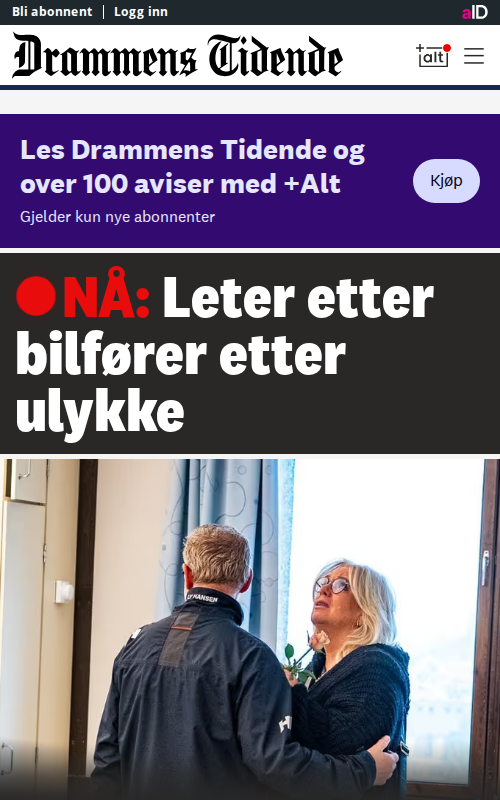 Bli abonnent | Logg inn
aID
Drammens Tidende
+alt
Les Drammens Tidende og
over 100 aviser med +Alt
Kjøp
Gjelder kun nye abonnenter
NÅ: Leter etter
bilfører etter
ulykke
LY HANSEN